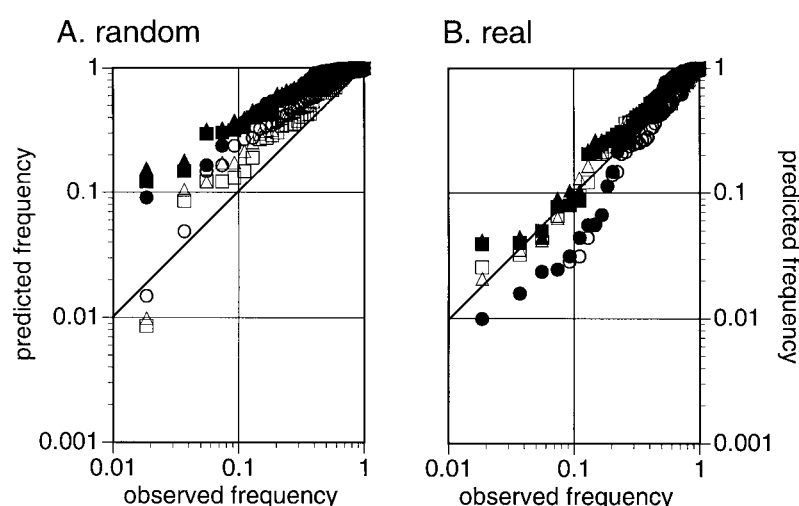 A. random
B. real
1
0.1
0.01
0.001
predicted frequency
0.01
0.1
1
observed frequency
1
0.1
0.01
0.001
predicted frequency
0.01
0.1
1
observed frequency